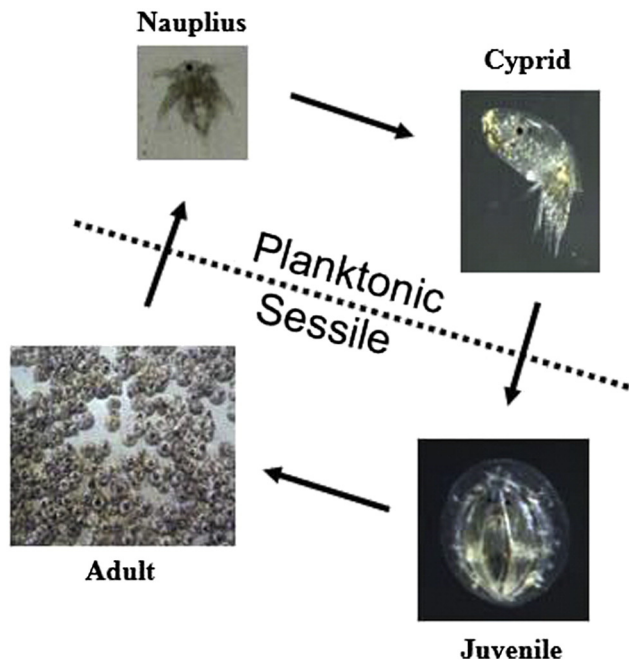 Nauplius
Cyprid
Planktonic
Sessile
Adult
Juvenile